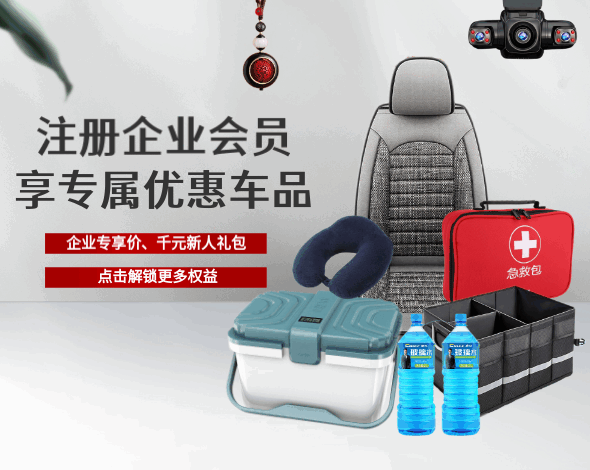 注册企业会员
享专属优惠车品
企业专享价、千元新人礼包
点击解锁更多权益
急救包
玻璃水
玻璃水